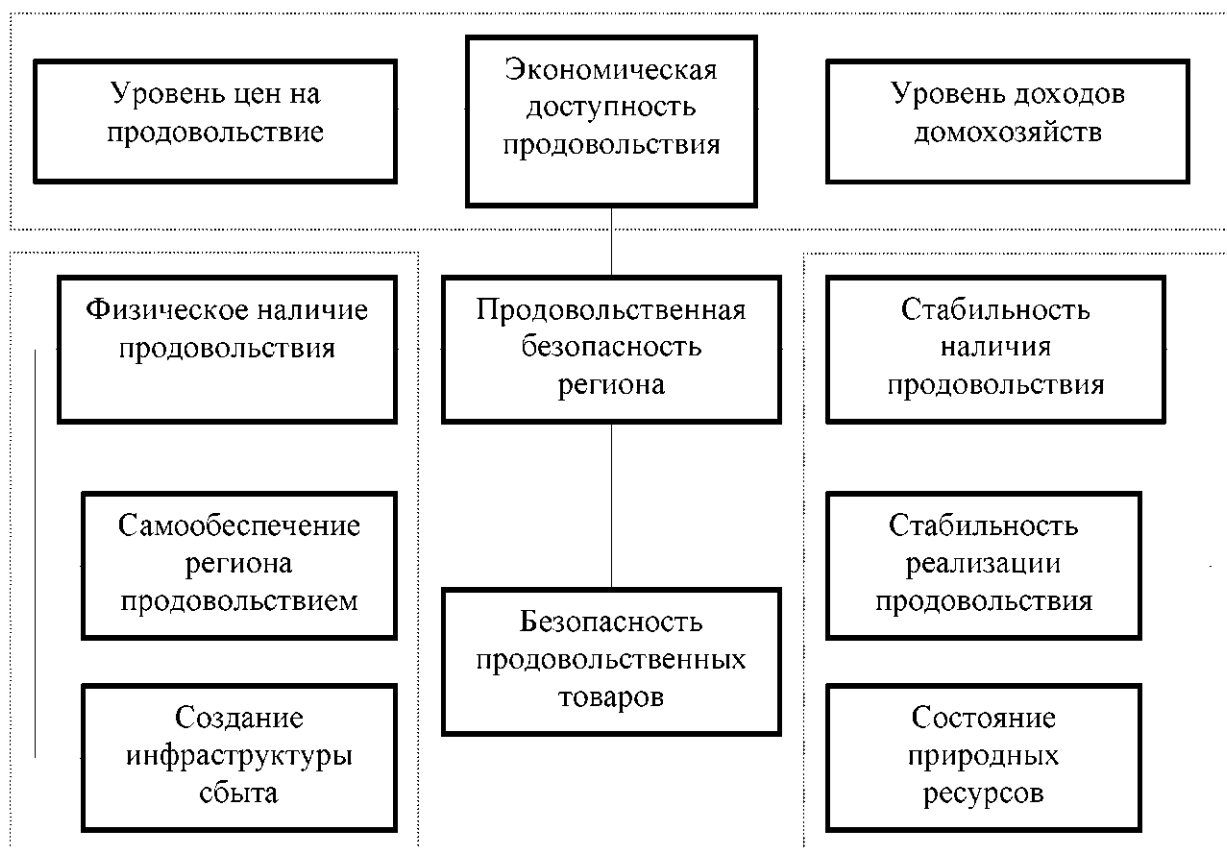 Уровень цен на
продовольствие
Экономическая
доступность
продовольствия
Уровень доходов
домохозяйств
Физическое наличие
продовольствия
Продовольственная
безопасность
региона
Стабильность
наличия
продовольствия
Самообеспечение
региона
продовольствием
Стабильность
реализации
продовольствия
Безопасность
продовольственных
товаров
Создание
инфраструктуры
сбыта
Состояние
природных
ресурсов